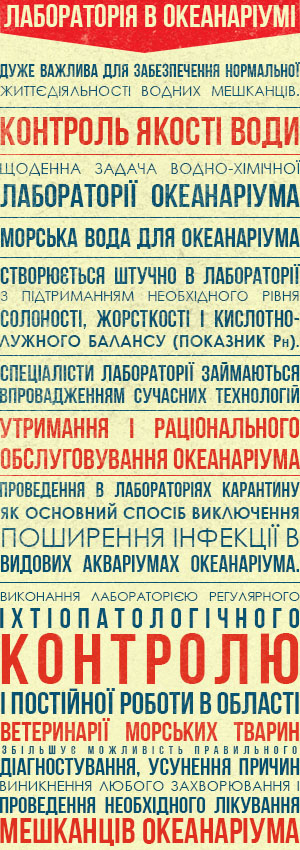 ЛАБОРАТОРІЯ В ОКЕАНАРІУМІ
ДУЖЕ ВАЖЛИВА ДЛЯ ЗАБЕЗПЕЧЕННЯ НОРМАЛЬНОЇ
ЖИТТЄДІЯЛЬНОСТІ ВОДНИХ МЕШКАНЦІВ.
КОНТРОЛЬ ЯКОСТІ ВОДИ
ЩОДЕННА ЗАДАЧА ВОДНО-ХІМІЧНОЇ
ЛАБОРАТОРІЇ ОКЕАНАРІУМА
МОРСЬКА ВОДА ДЛЯ ОКЕАНАРІУМА
СТВОРЮЄТЬСЯ ШТУЧНО В ЛАБОРАТОРІЇ
З ПІДТРИМАННЯМ НЕОБХІДНОГО РІВНЯ
СОЛОНОСТІ, ЖОРСТКОСТІ І КИСЛОТНО-
ЛУЖНОГО БАЛАНСУ (ПОКАЗНИК PH).
СПЕЦІАЛІСТИ ЛАБОРАТОРІЇ ЗАЙМАЮТЬСЯ
ВПРОВАДЖЕННЯМ СУЧАСНИХ ТЕХНОЛОГІЙ
УТРИМАННЯ І РАЦІОНАЛЬНОГО
ОБСЛУГОВУВАННЯ ОКЕАНАРІУМА
ПРОВЕДЕННЯ В ЛАБОРАТОРІЯХ КАРАНТИНУ
ЯК ОСНОВНИЙ СПОСІБ ВИКЛЮЧЕННЯ
ПОШИРЕННЯ ІНФЕКЦІЇ В
ВИДОВИХ АКВАРІУМАХ ОКЕАНАРІУМА.
ВИКОНАННЯ ЛАБОРАТОРІЄЮ РЕГУЛЯРНОГО
ІХТІОПАТОЛОГІЧНОГО
КОНТРОЛЮ
І ПОСТІЙНОЇ РОБОТИ В ОБЛАСТІ
ВЕТЕРИНАРІЇ МОРСЬКИХ ТВАРИН
ЗБІЛЬШУЄ МОЖЛИВІСТЬ ПРАВИЛЬНОГО
ДІАГНОСТУВАННЯ, УСУНЕННЯ ПРИЧИН
ВИНИКНЕННЯ ЛЮБОГО ЗАХВОРЮВАННЯ І
ПРОВЕДЕННЯ НЕОБХІДНОГО ЛІКУВАННЯ
МЕШКАНЦІВ ОКЕАНАРІУМА